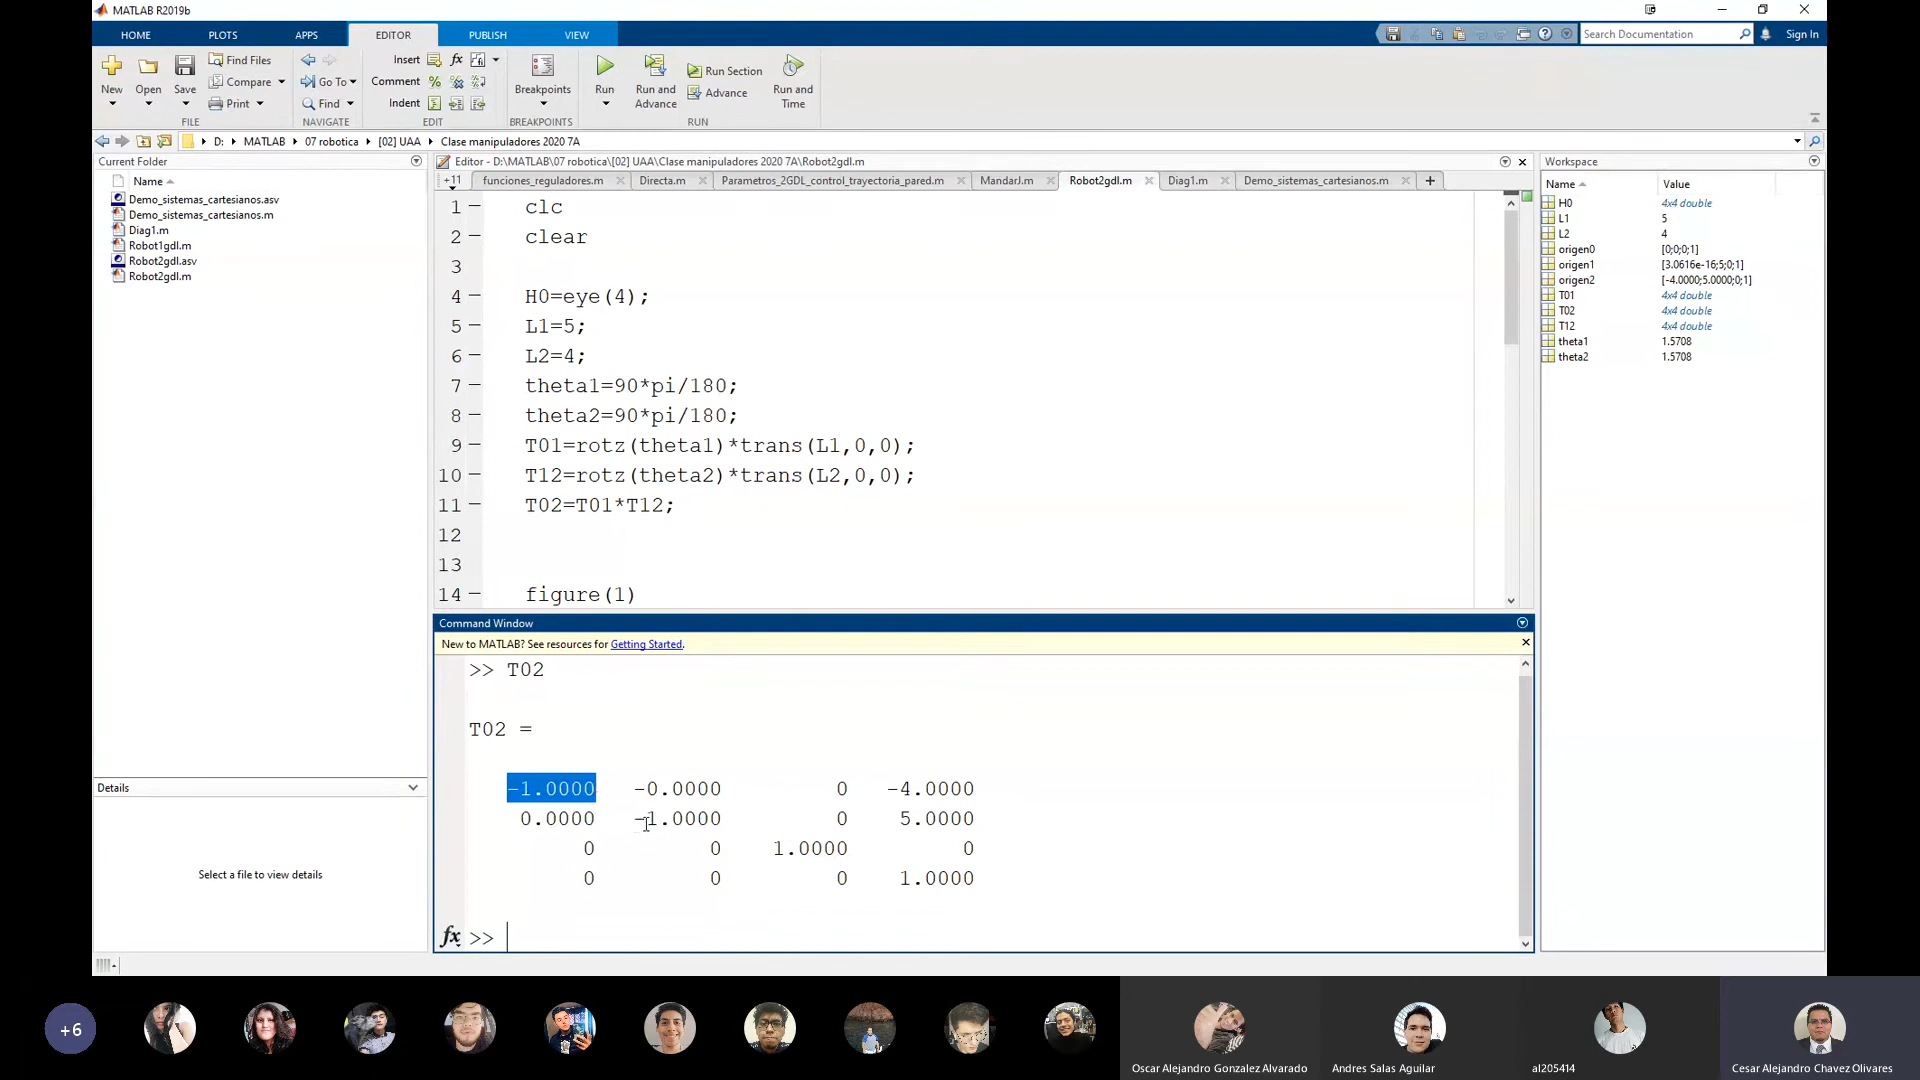 MATLAB R2019b
HOME PLOTS APPS EDITOR PUBLISH VIEW
Search Documentation Sign In
New
Open
Save
Find Files
Compare
Print
FILE
Go To
Find
NAVIGATE
Insert
Comment
Indent
EDIT
Breakpoints
BREAKPOINTS
Run
Run and Advance
Run Section
Advance
Run and Time
RUN
D: MATLAB 07 robotica [02] UAA Clase manipuladores 2020 7A
Current Folder
Name
Demo_sistemas_cartesianos.asv
Demo_sistemas_cartesianos.m
Diag1.m
Robot1gdl.m
Robot2gdl.asv
Robot2gdl.m
Details
Select a file to view details
Editor - D:\MATLAB\07 robotica\[02] UAA\Clase manipuladores 2020 7A\Robot2gdl.m
+11 funciones_reguladores.m Directa.m Parametros_2GDL_control_trayectoria_pared.m MandarJ.m Robot2gdl.m Diag1.m Demo_sistemas_cartesianos.m
1 clc
2 clear
3
4 H0=eye(4);
5 L1=5;
6 L2=4;
7 theta1=90*pi/180;
8 theta2=90*pi/180;
9 T01=rotz(theta1)*trans(L1,0,0);
10 T12=rotz(theta2)*trans(L2,0,0);
11 T02=T01*T12;
12
13
14 figure(1)
Command Window
New to MATLAB? See resources for Getting Started.
>> T02
T02 =
-1.0000 -0.0000 0 -4.0000
0.0000 -1.0000 0 5.0000
0 0 1.0000 0
0 0 0 1.0000
fx >>
Workspace
Name Value
H0 4x4 double
L1 5
L2 4
origen0 [0;0;0;1]
origen1 [3.0616e-16;5;0;1]
origen2 [-4.0000;5.0000;0;1]
T01 4x4 double
T02 4x4 double
T12 4x4 double
theta1 1.5708
theta2 1.5708
+6
Oscar Alejandro Gonzalez Alvarado
Andres Salas Aguilar
al205414
Cesar Alejandro Chavez Olivares